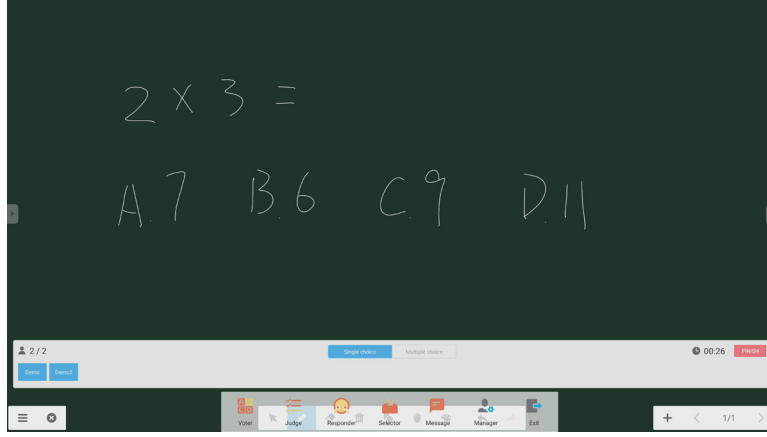 2 × 3 =
A.7 B.6 C.9 D.11
2 / 2
Single choice Multiple choice
00:26 FINISH
Demo Demo2
Voter Judge Responder Selector Message Manager Exit
1/1